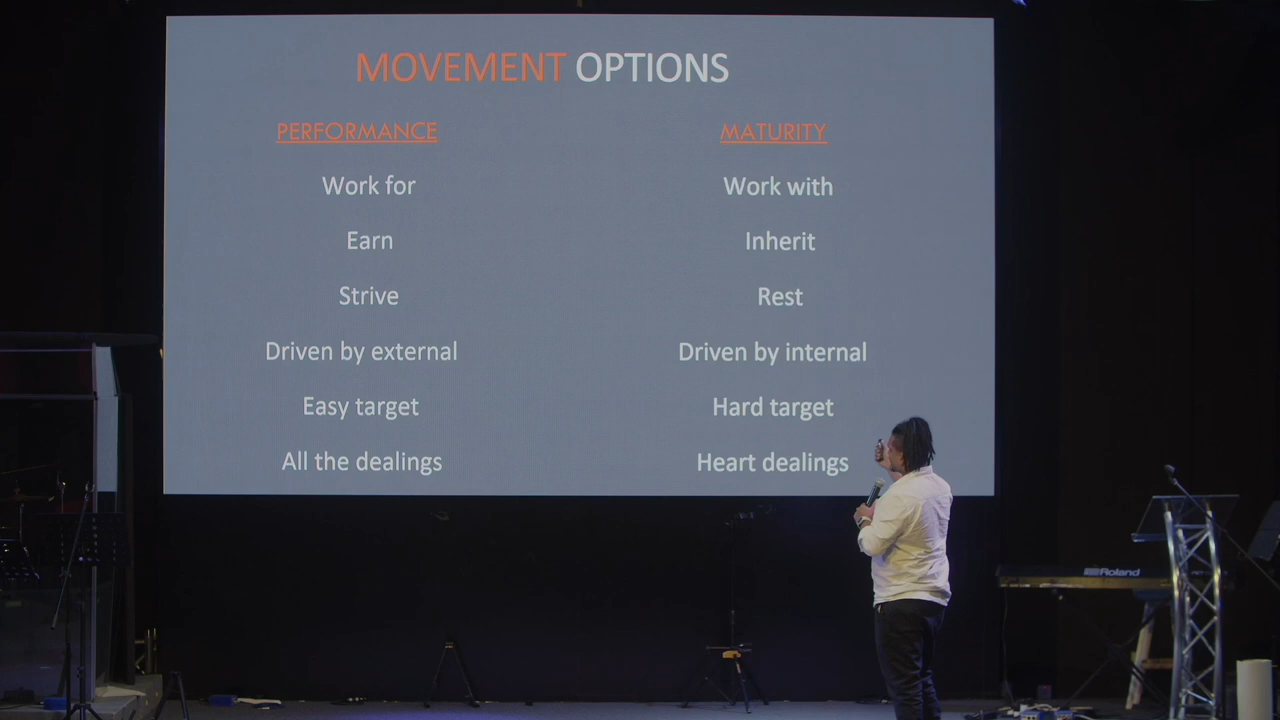 MOVEMENT OPTIONS
PERFORMANCE
MATURITY
Work for
Work with
Earn
Inherit
Strive
Rest
Driven by external
Driven by internal
Easy target
Hard target
All the dealings
Heart dealings
Roland